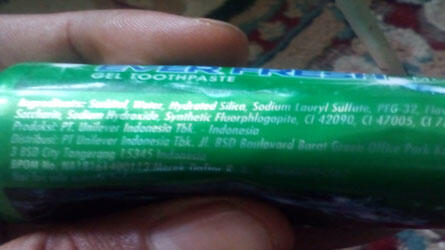 EVER FRESH
GEL TOOTHPASTE
Ingredients: Sorbitol, Water, Hydrated Silica, Sodium Lauryl Sulfate, PEG-32,
Saccharin, Sodium Hydroxide, Synthetic Fluorphlogopite, CI 42090, CI 47005, CI
Produksi: PT. Unilever Indonesia Tbk. - Indonesia
PT Unilever Indonesia Tbk. Jl. BSD Boulevard Barat Green Office Park
BSD City Tangerang 15345 Indonesia
BPOM No.